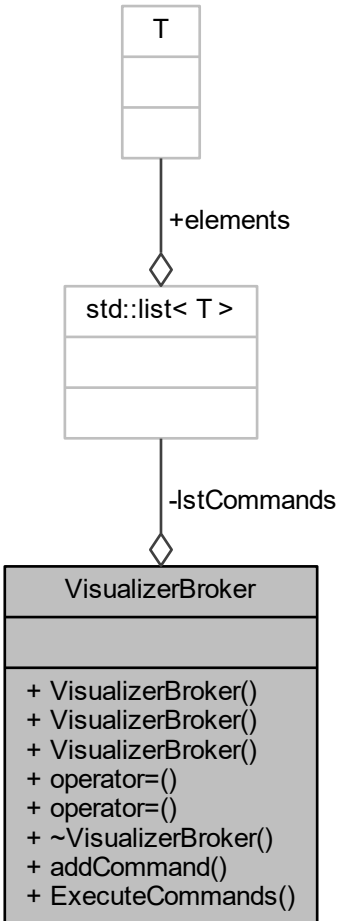 T
+elements
std::list< T >
-lstCommands
VisualizerBroker
+ VisualizerBroker()
+ VisualizerBroker()
+ VisualizerBroker()
+ operator=()
+ operator=()
+ ~VisualizerBroker()
+ addCommand()
+ ExecuteCommands()